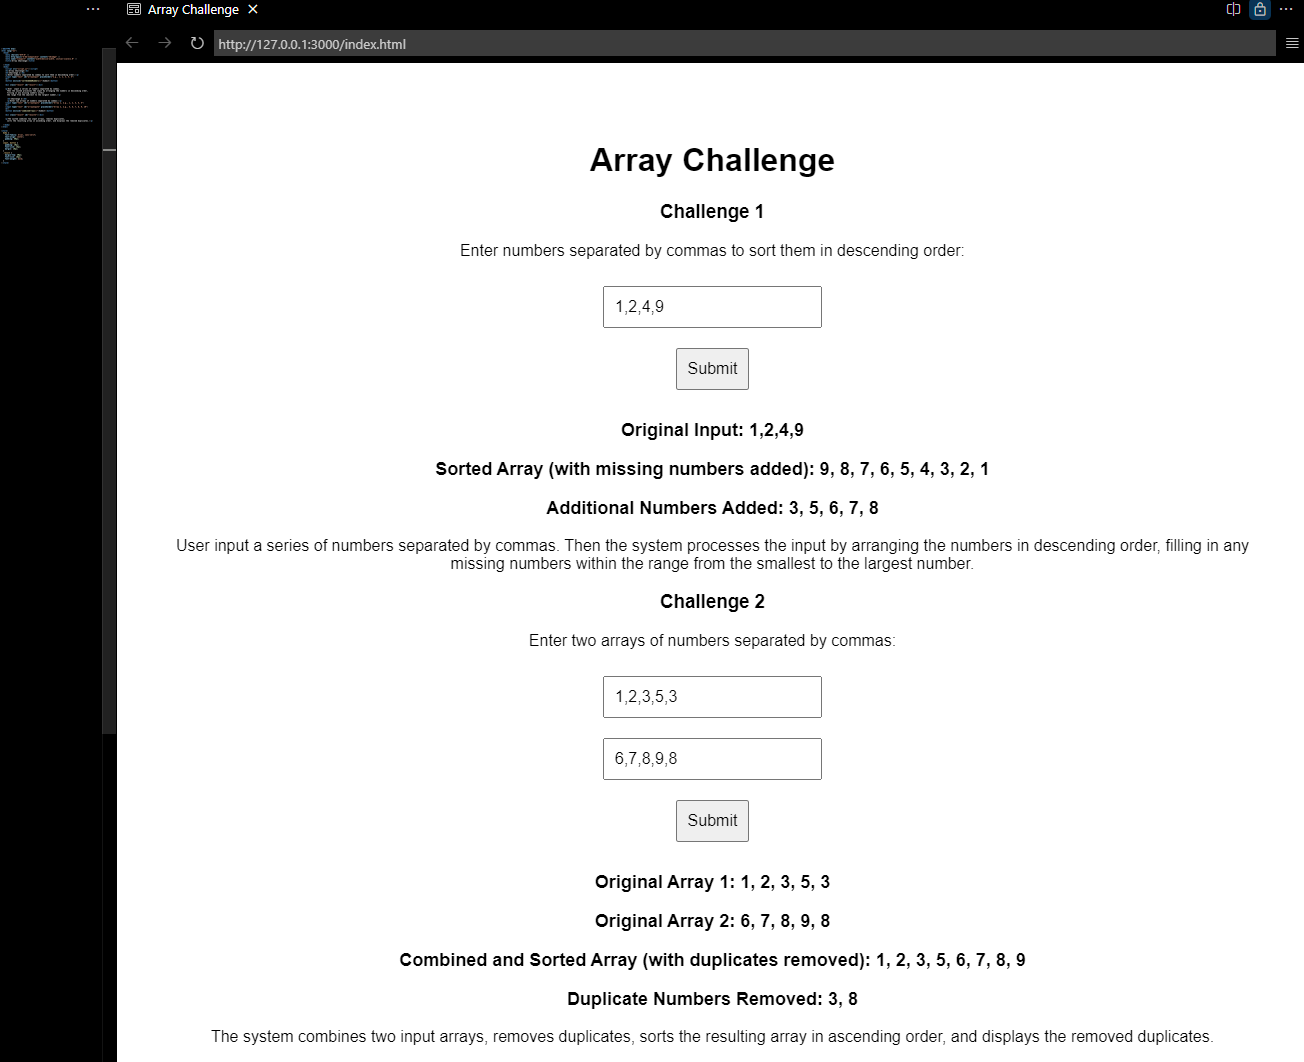 Array Challenge
http://127.0.0.1:3000/index.html
Array Challenge
Challenge 1
Enter numbers separated by commas to sort them in descending order:
1,2,4,9
Submit
Original Input: 1,2,4,9
Sorted Array (with missing numbers added): 9, 8, 7, 6, 5, 4, 3, 2, 1
Additional Numbers Added: 3, 5, 6, 7, 8
User input a series of numbers separated by commas. Then the system processes the input by arranging the numbers in descending order, filling in any
missing numbers within the range from the smallest to the largest number.
Challenge 2
Enter two arrays of numbers separated by commas:
1,2,3,5,3
6,7,8,9,8
Submit
Original Array 1: 1, 2, 3, 5, 3
Original Array 2: 6, 7, 8, 9, 8
Combined and Sorted Array (with duplicates removed): 1, 2, 3, 5, 6, 7, 8, 9
Duplicate Numbers Removed: 3, 8
The system combines two input arrays, removes duplicates, sorts the resulting array in ascending order, and displays the removed duplicates.